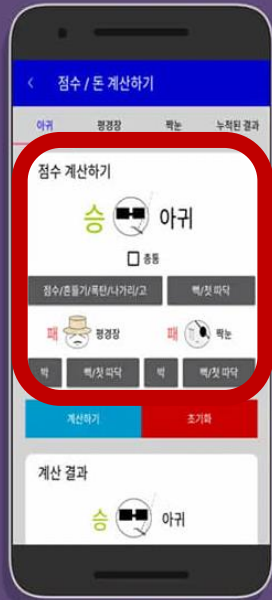 < 점수 / 돈 계산하기
아귀 평경장 짝눈 누적된 결과
점수 계산하기
승 아귀
총통
점수/흔들기/폭탄/나가리/고 뻑/첫 따닥
패 평경장 패 짝눈
박 뻑/첫 따닥 박 뻑/첫 따닥
계산하기 초기화
계산 결과
승 아귀